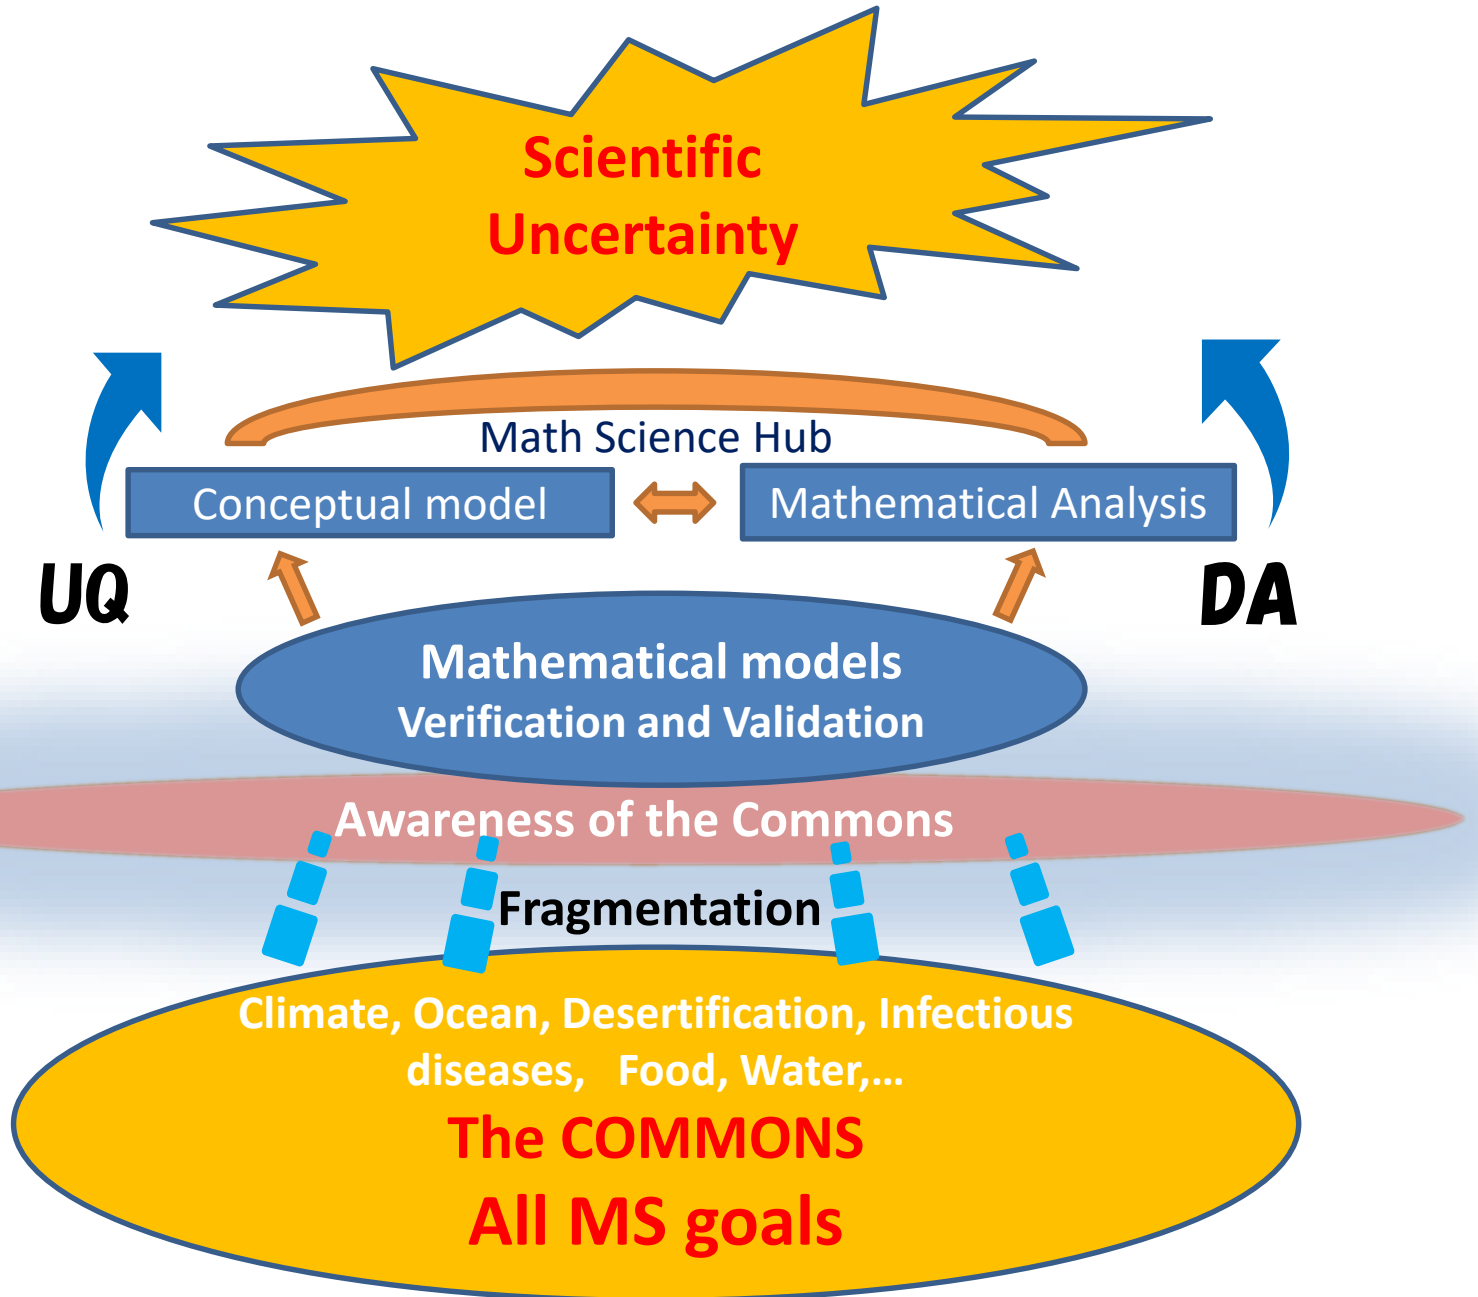 Scientific
Uncertainty
Math Science Hub
Conceptual model
Mathematical Analysis
UQ
DA
Mathematical models
Verification and Validation
Awareness of the Commons
Fragmentation
Climate, Ocean, Desertification, Infectious
diseases, Food, Water,...
The COMMONS
All MS goals